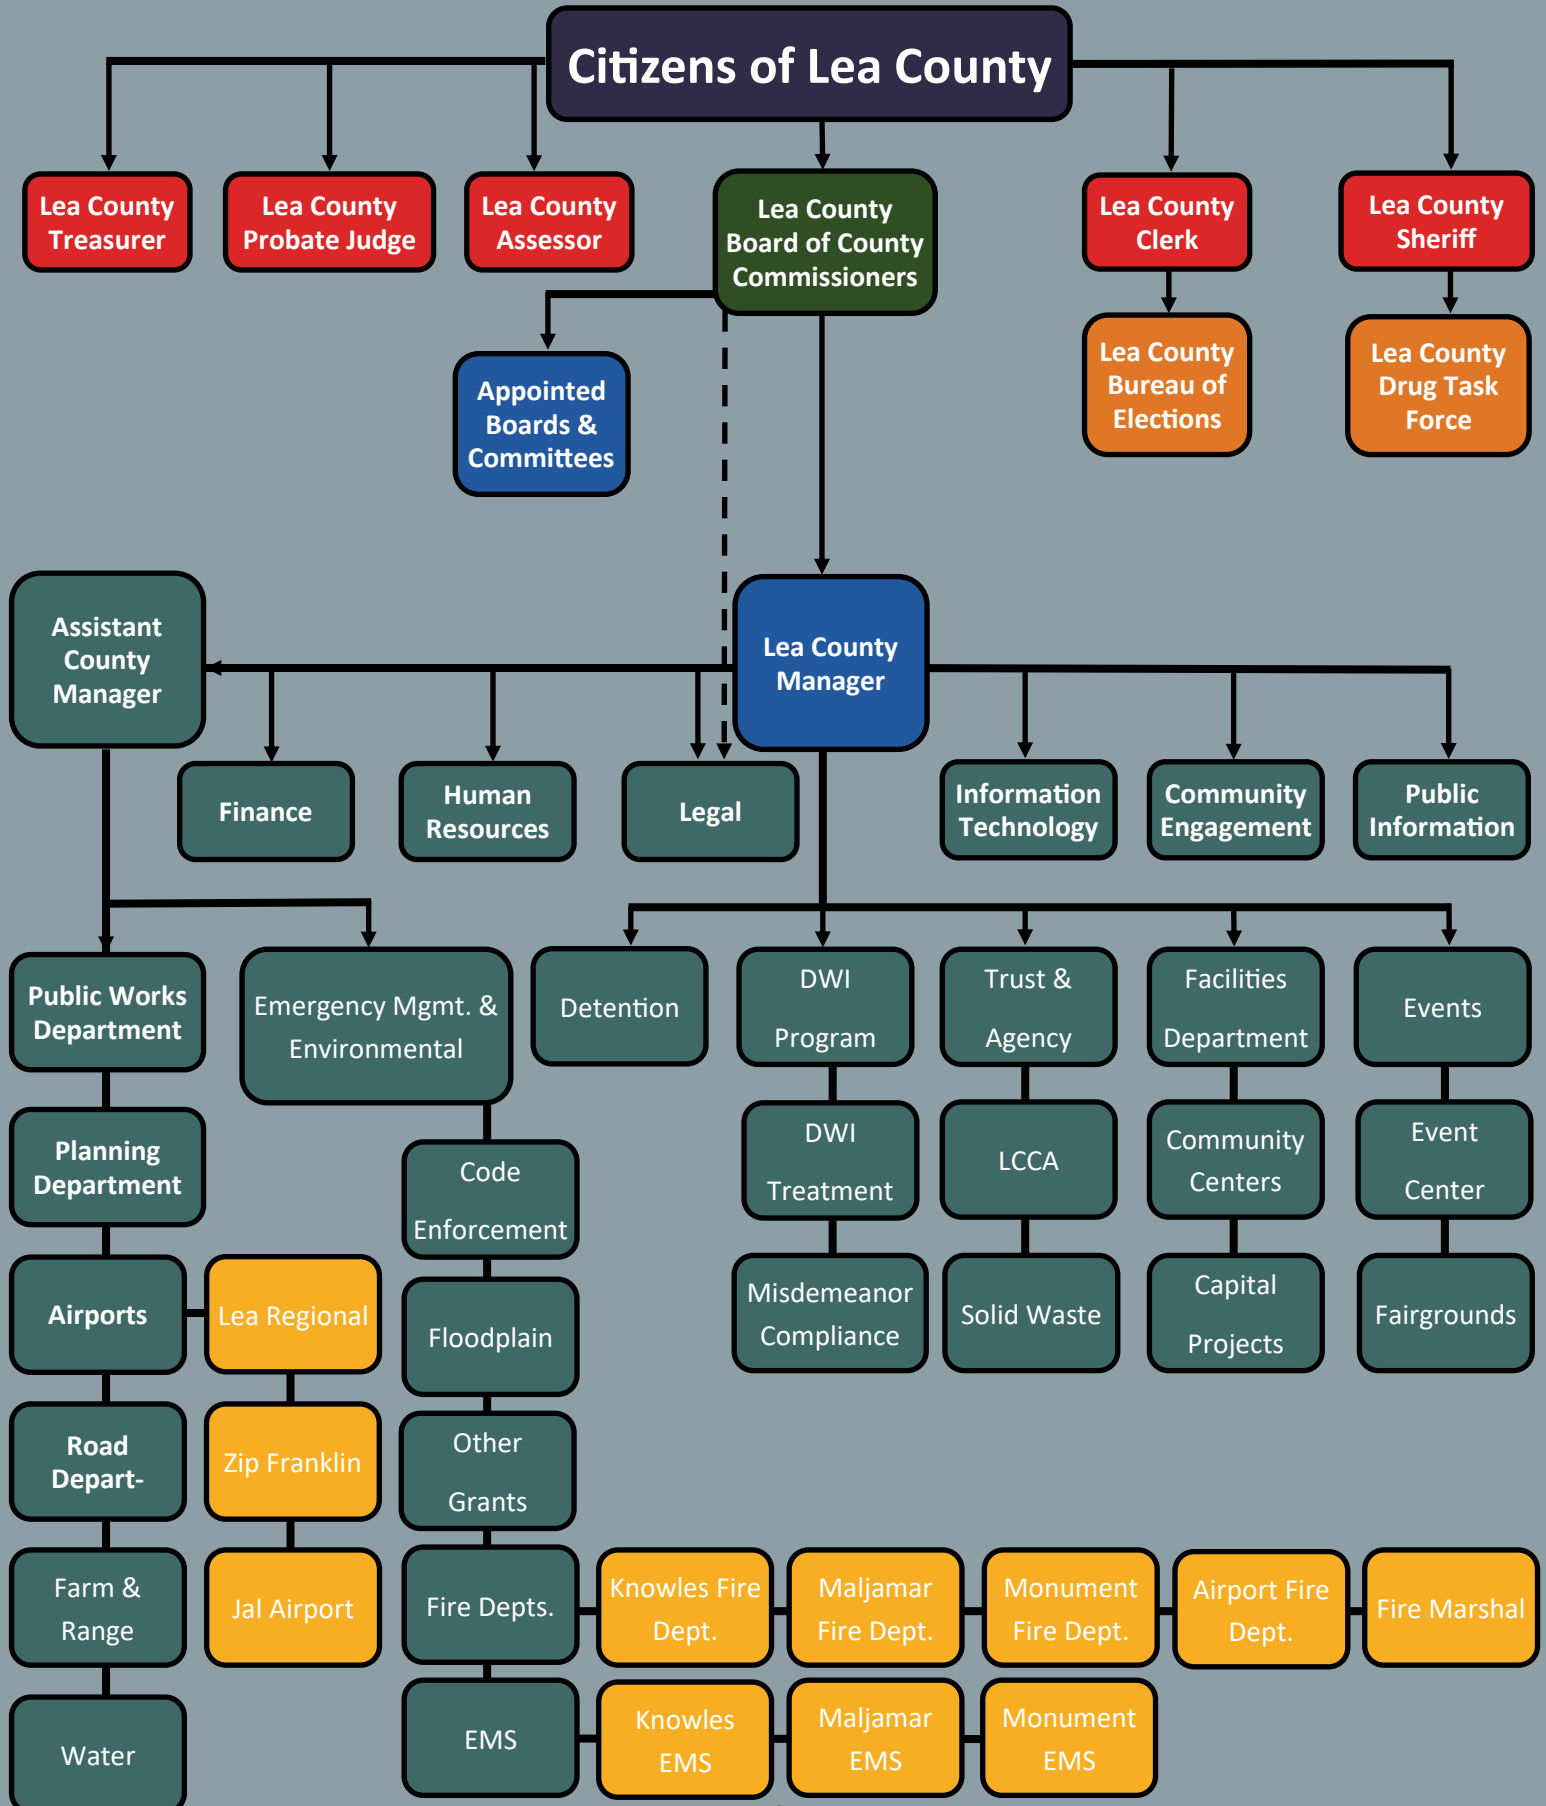 Citizens of Lea County
Lea County
Treasurer
Lea County
Probate Judge
Lea County
Assessor
Lea County
Board of County
Commissioners
Lea County
Clerk
Lea County
Sheriff
Appointed
Boards &
Committees
Lea County
Bureau of
Elections
Lea County
Drug Task
Force
Assistant
County
Manager
Lea County
Manager
Finance
Human
Resources
Legal
Information
Technology
Community
Engagement
Public
Information
Public Works
Department
Emergency Mgmt. &
Environmental
Detention
DWI
Program
Trust &
Agency
Facilities
Department
Events
Planning
Department
Code
Enforcement
DWI
Treatment
LCCA
Community
Centers
Event
Center
Airports
Lea Regional
Floodplain
Misdemeanor
Compliance
Solid Waste
Capital
Projects
Fairgrounds
Road
Depart-
Zip Franklin
Other
Grants
Farm &
Range
Jal Airport
Fire Depts.
Knowles Fire
Dept.
Maljamar
Fire Dept.
Monument
Fire Dept.
Airport Fire
Dept.
Fire Marshal
Water
EMS
Knowles
EMS
Maljamar
EMS
Monument
EMS